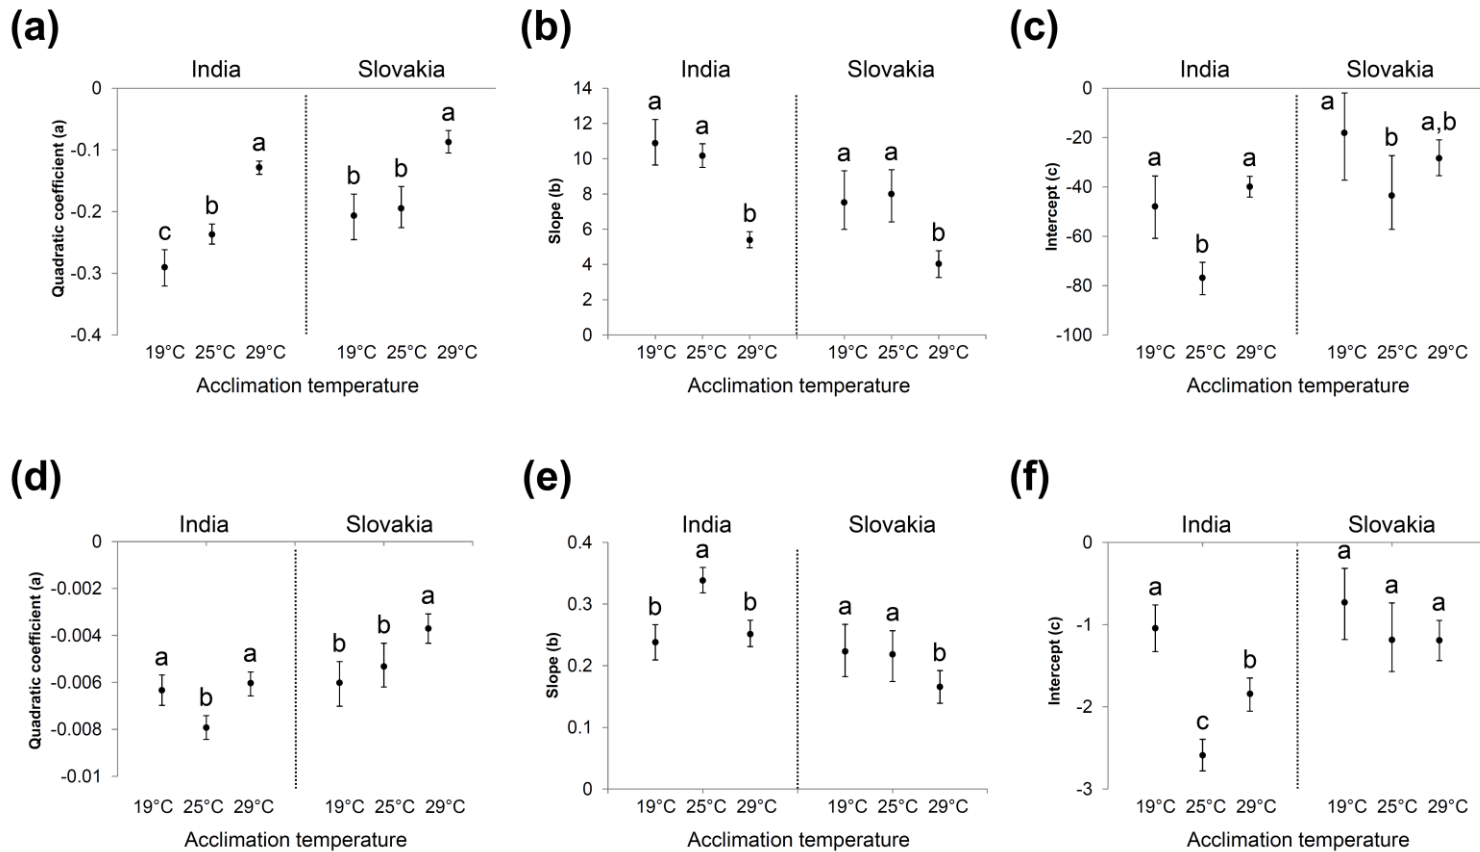 (a)
India Slovakia
Quadratic coefficient (a)
0
-0.1
-0.2
-0.3
-0.4
c b a b b a
19°C 25°C 29°C 19°C 25°C 29°C
Acclimation temperature
(b)
India Slovakia
Slope (b)
14
12
10
8
6
4
2
0
a a b a a b
19°C 25°C 29°C 19°C 25°C 29°C
Acclimation temperature
(c)
India Slovakia
Intercept (c)
0
-20
-40
-60
-80
-100
a b a a b a,b
19°C 25°C 29°C 19°C 25°C 29°C
Acclimation temperature
(d)
India Slovakia
Quadratic coefficient (a)
0
-0.002
-0.004
-0.006
-0.008
-0.01
a b a b b a
19°C 25°C 29°C 19°C 25°C 29°C
Acclimation temperature
(e)
India Slovakia
Slope (b)
0.4
0.3
0.2
0.1
0
b a b a a b
19°C 25°C 29°C 19°C 25°C 29°C
Acclimation temperature
(f)
India Slovakia
Intercept (c)
0
-1
-2
-3
a c b a a a
19°C 25°C 29°C 19°C 25°C 29°C
Acclimation temperature